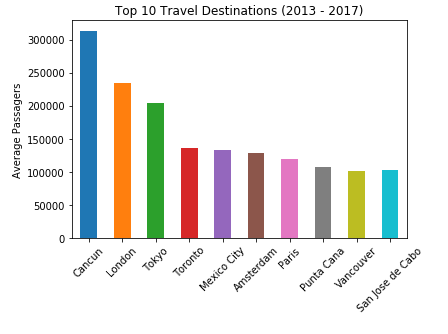 Top 10 Travel Destinations (2013 - 2017)
Average Passagers
300000
250000
200000
150000
100000
50000
0
Cancun
London
Tokyo
Toronto
Mexico City
Amsterdam
Paris
Punta Cana
Vancouver
San Jose de Cabo